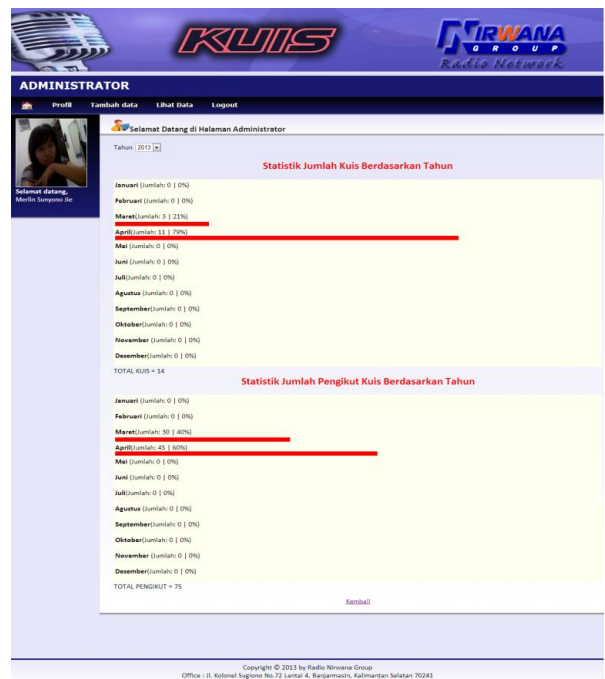 KUIS
NIRWANA
GROUP
Radio Network
ADMINISTRATOR
Profil Tambah data Lihat Data Logout
Selamat Datang di Halaman Administrator
Tahun 2013
Selamat datang,
Merlin Sunyono Jie
Statistik Jumlah Kuis Berdasarkan Tahun
Januari (Jumlah: 0 | 0%)
Februari (Jumlah: 0 | 0%)
Maret(Jumlah: 3 | 21%)
April(Jumlah: 11 | 79%)
Mei (Jumlah: 0 | 0%)
Juni (Jumlah: 0 | 0%)
Juli(Jumlah: 0 | 0%)
Agustus (Jumlah: 0 | 0%)
September(Jumlah: 0 | 0%)
Oktober(Jumlah: 0 | 0%)
November (Jumlah: 0 | 0%)
Desember(Jumlah: 0 | 0%)
TOTAL KUIS = 14
Statistik Jumlah Pengikut Kuis Berdasarkan Tahun
Januari (Jumlah: 0 | 0%)
Februari (Jumlah: 0 | 0%)
Maret(Jumlah: 30 | 40%)
April(Jumlah: 45 | 60%)
Mei (Jumlah: 0 | 0%)
Juni (Jumlah: 0 | 0%)
Juli(Jumlah: 0 | 0%)
Agustus (Jumlah: 0 | 0%)
September(Jumlah: 0 | 0%)
Oktober(Jumlah: 0 | 0%)
November (Jumlah: 0 | 0%)
Desember(Jumlah: 0 | 0%)
TOTAL PENGIKUT = 75
Kembali
Copyright © 2013 by Radio Nirwana Group
Office : Jl. Kolonel Sugiono No.72 Lantai 4, Banjarmasin, Kalimantan Selatan 70241